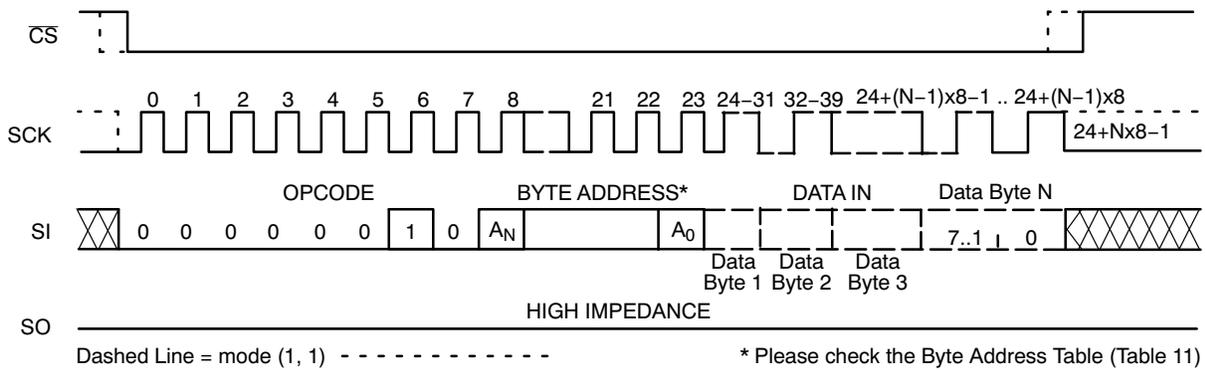 CS
0 1 2 3 4 5 6 7 8 21 22 23 24–31 32–39 24+(N–1)x8–1 .. 24+(N–1)x8
SCK
24+Nx8–1
OPCODE BYTE ADDRESS* DATA IN Data Byte N
SI 0 0 0 0 0 0 1 0 AN A0 7..1 0
Data Byte 1 Data Byte 2 Data Byte 3
HIGH IMPEDANCE
SO
Dashed Line = mode (1, 1) * Please check the Byte Address Table (Table 11)